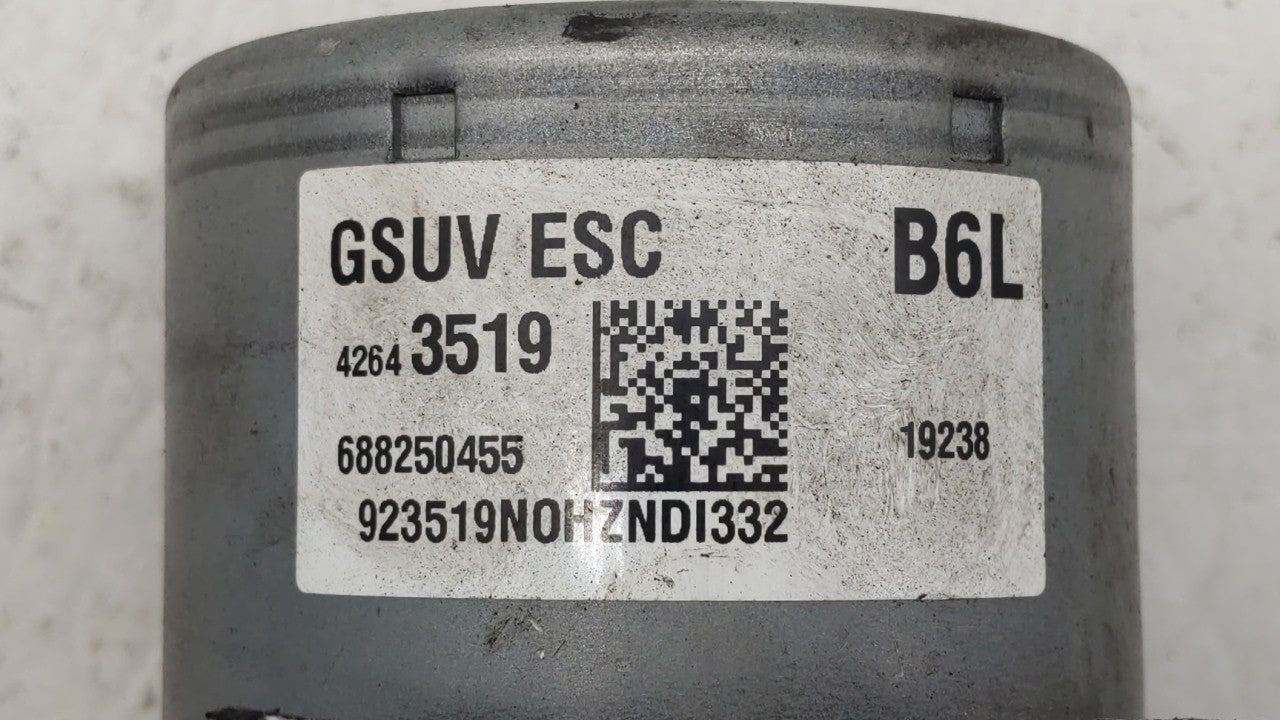 GSUV ESC B6L
4264 3519
688250455 19238
923519NOHZNDI332